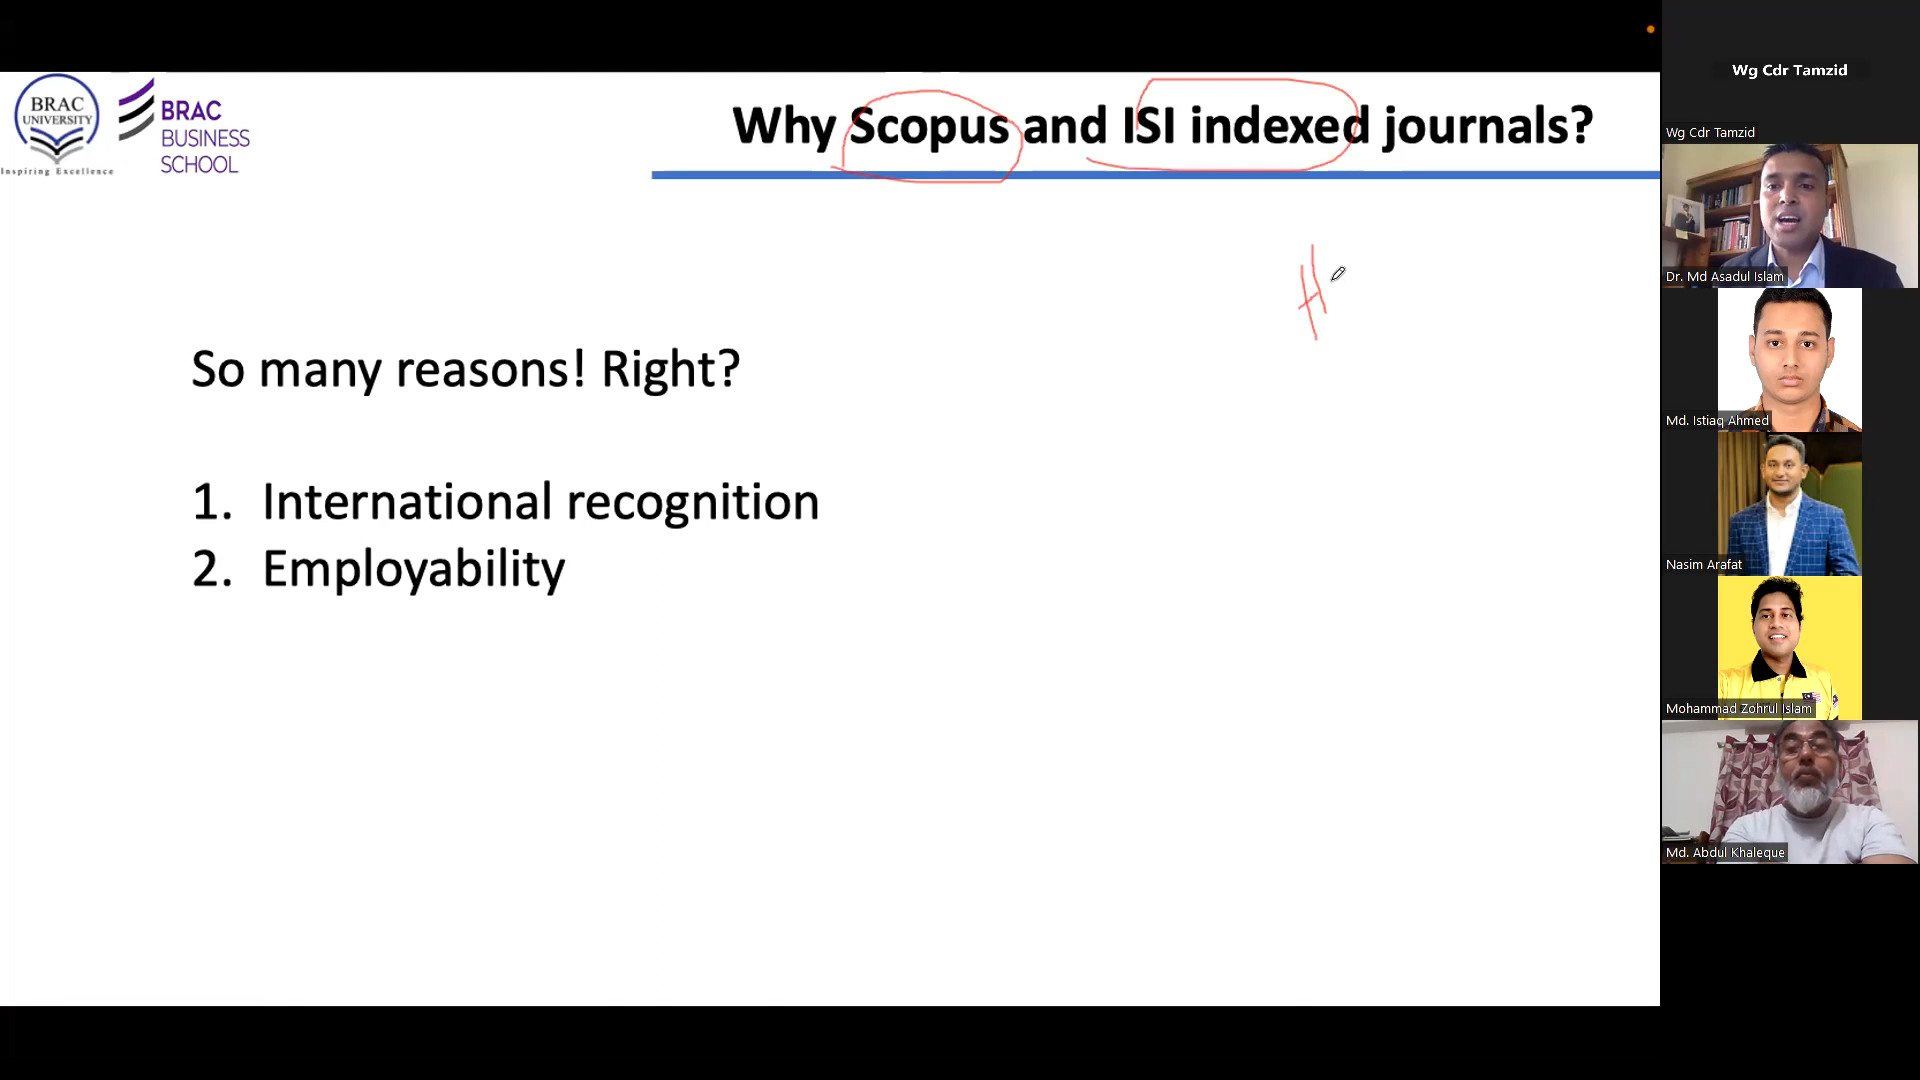 BRAC
UNIVERSITY
Inspiring Excellence
BRAC
BUSINESS
SCHOOL
Why Scopus and ISI indexed journals?
H
So many reasons! Right?
1. International recognition
2. Employability
Wg Cdr Tamzid
Wg Cdr Tamzid
Dr. Md Asadul Islam
Md. Istiaq Ahmed
Nasim Arafat
Mohammad Zohrul Islam
Md. Abdul Khaleque